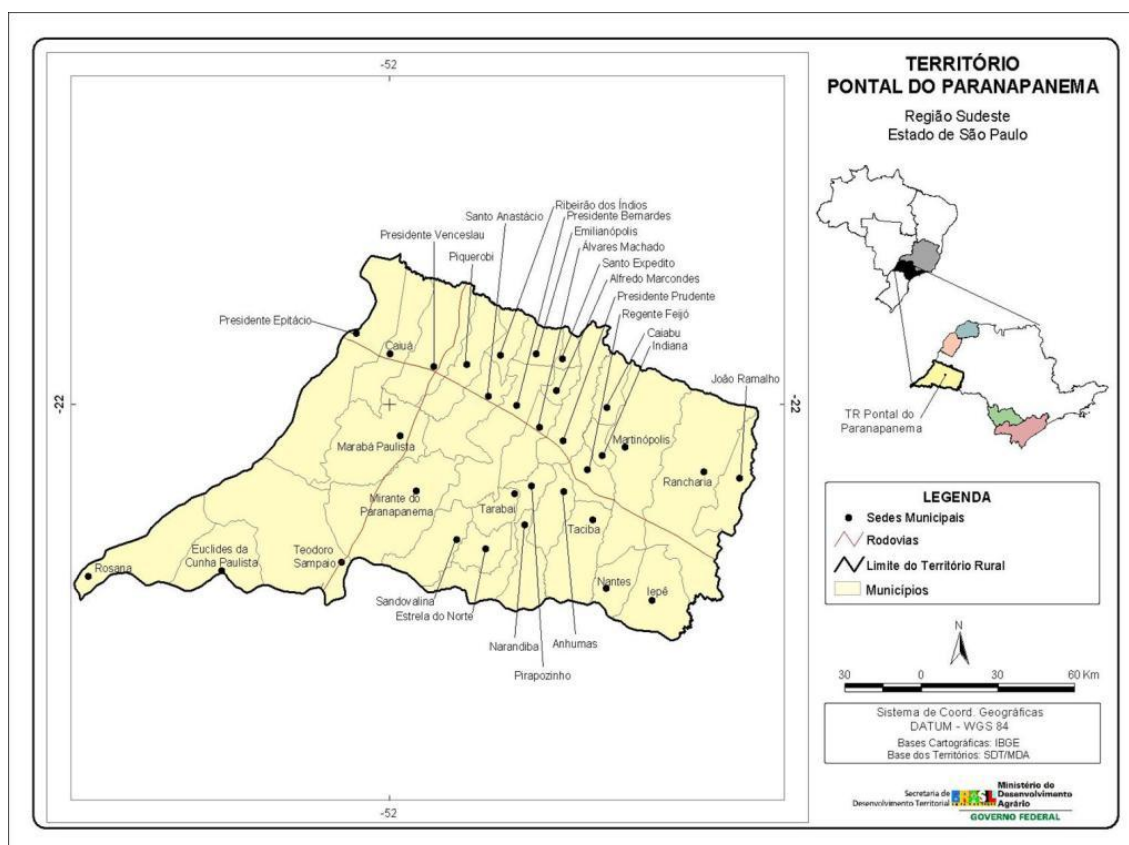 TERRITÓRIO
PONTAL DO PARANAPANEMA
Região Sudeste
Estado de São Paulo
-52
Ribeirão dos Índios
Santo Anastácio
Presidente Bernardes
Emilianópolis
Presidente Venceslau
Álvares Machado
Piquerobi
Santo Expedito
Alfredo Marcondes
Presidente Prudente
Regente Feijó
Presidente Epitácio
Caiabu
Indiana
Caiuá
João Ramalho
-22
-22
Marabá Paulista
Martinópolis
Rancharia
Mirante do
Paranapanema
Tarabai
Taciba
Euclides da
Cunha Paulista
Teodoro
Sampaio
Rosana
Nantes
Iepê
Sandovalina
Estrela do Norte
Narandiba
Anhumas
Pirapozinho
-52
TR Pontal do
Paranapanema
LEGENDA
Sedes Municipais
Rodovias
Limite do Território Rural
Municípios
N
30 0 30 60 Km
Sistema de Coord. Geográficas
DATUM - WGS 84
Bases Cartográficas: IBGE
Base dos Territórios: SDT/MDA
Secretaria de
Desenvolvimento Territorial
BRASIL
Ministério do
Desenvolvimento
Agrário
GOVERNO FEDERAL